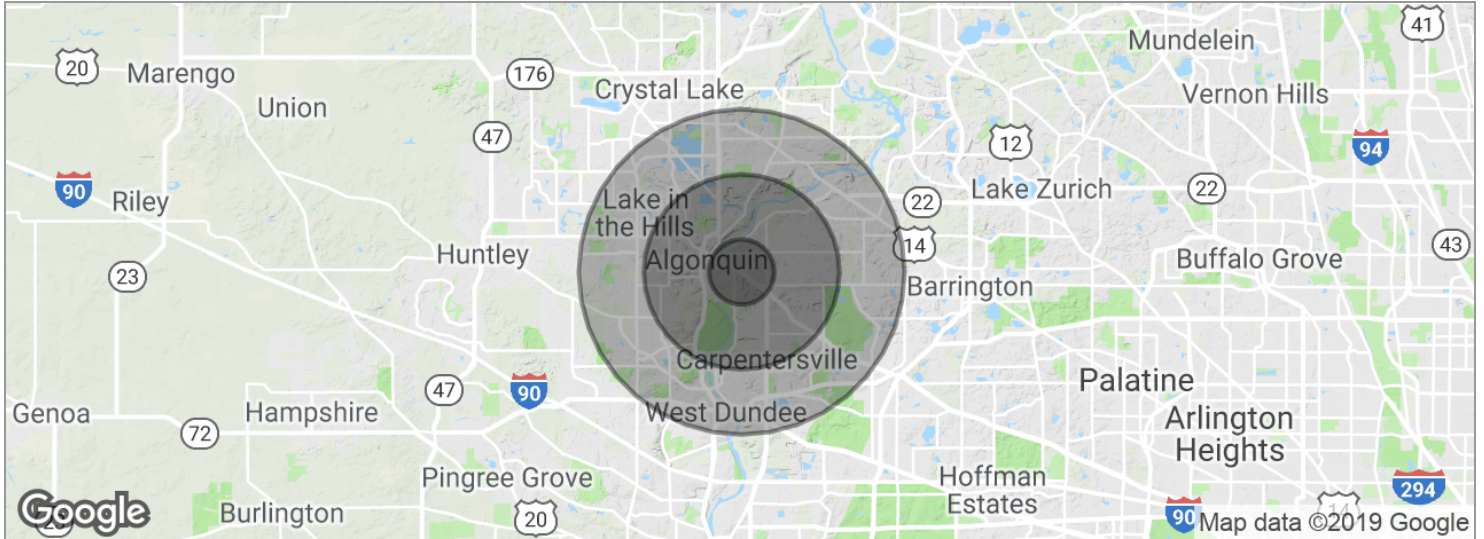 41
Mundelein
20
Marengo
176
Crystal Lake
Union
Vernon Hills
47
12
94
90
Riley
Lake in
the Hills
22
Lake Zurich
22
14
43
Huntley
Algonquin
Buffalo Grove
23
Barrington
Carpentersville
Palatine
47
90
Genoa
Hampshire
West Dundee
Arlington
Heights
72
Pingree Grove
Hoffman
Estates
294
Google
Burlington
20
90
14
Map data ©2019 Google